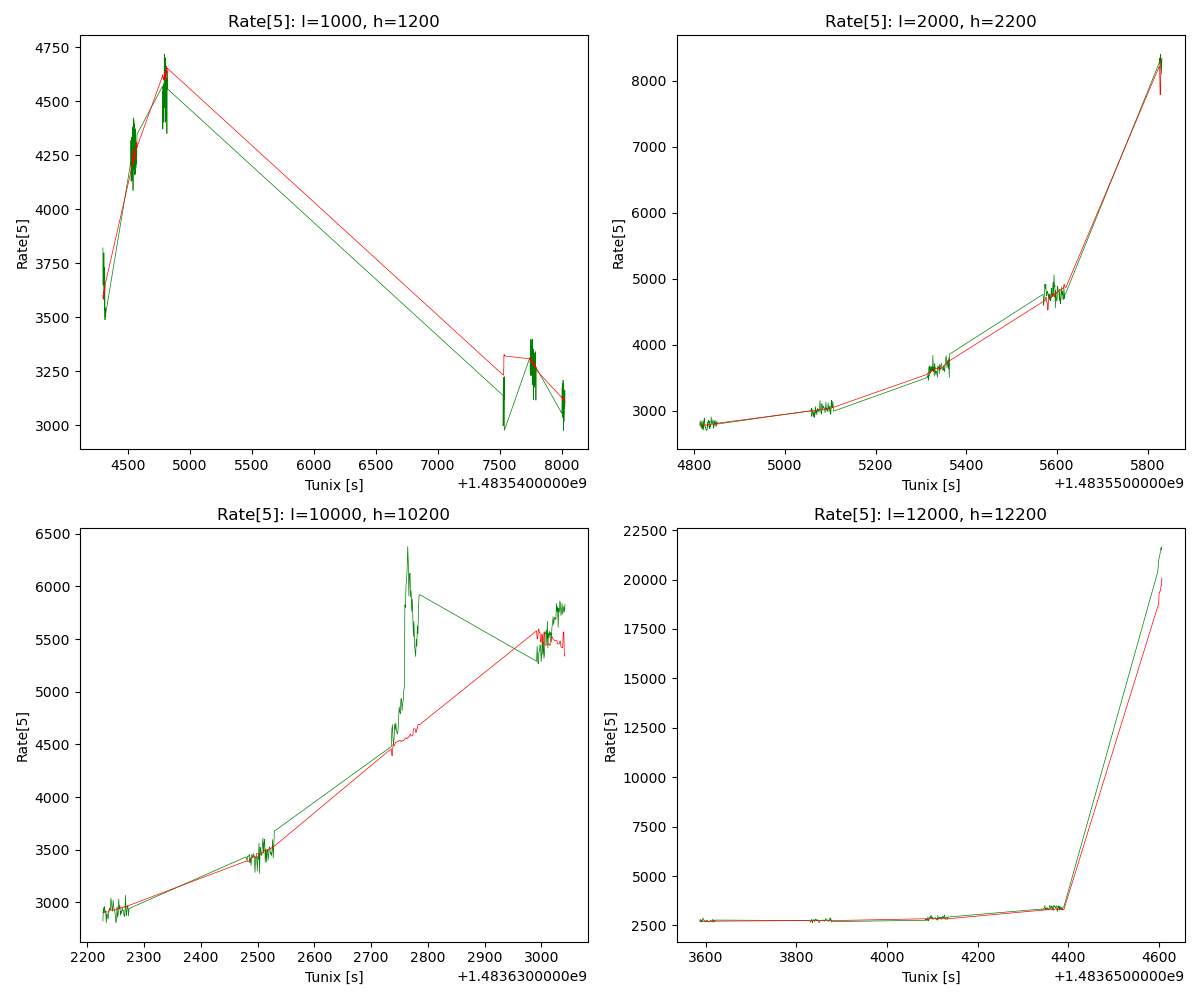 Rate[5]: l=1000, h=1200
Rate[5]
4750
4500
4250
4000
3750
3500
3250
3000
4500 5000 5500 6000 6500 7000 7500 8000
Tunix [s]
+1.4835400000e9
Rate[5]: l=2000, h=2200
Rate[5]
8000
7000
6000
5000
4000
3000
4800 5000 5200 5400 5600 5800
Tunix [s]
+1.4835500000e9
Rate[5]: l=10000, h=10200
Rate[5]
6500
6000
5500
5000
4500
4000
3500
3000
2200 2300 2400 2500 2600 2700 2800 2900 3000
Tunix [s]
+1.4836300000e9
Rate[5]: l=12000, h=12200
Rate[5]
22500
20000
17500
15000
12500
10000
7500
5000
2500
3600 3800 4000 4200 4400 4600
Tunix [s]
+1.4836500000e9